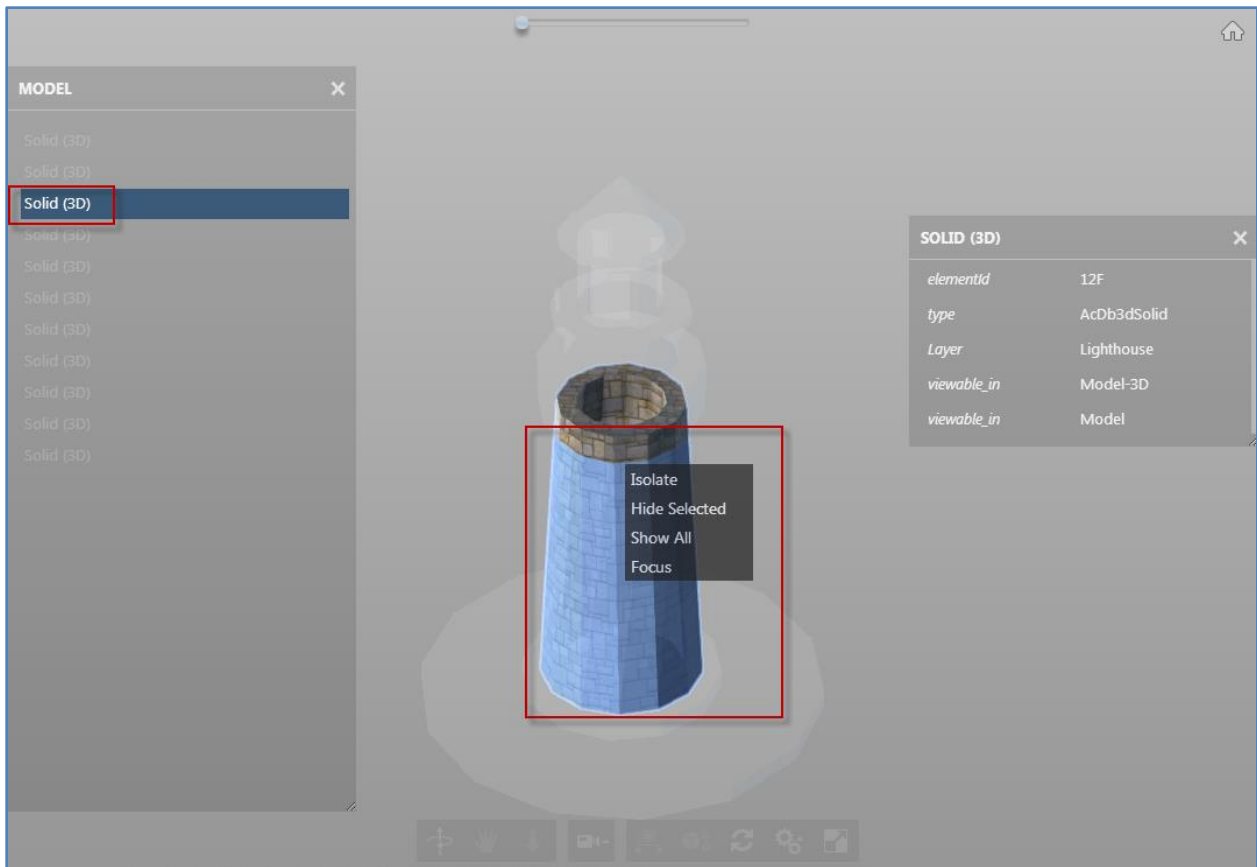 MODEL
Solid (3D)
Solid (3D)
Solid (3D)
Solid (3D)
Solid (3D)
Solid (3D)
Solid (3D)
Solid (3D)
Solid (3D)
Solid (3D)
Solid (3D)
Isolate
Hide Selected
Show All
Focus
SOLID (3D)
elementId 12F
type AcDb3dSolid
Layer Lighthouse
viewable_in Model-3D
viewable_in Model